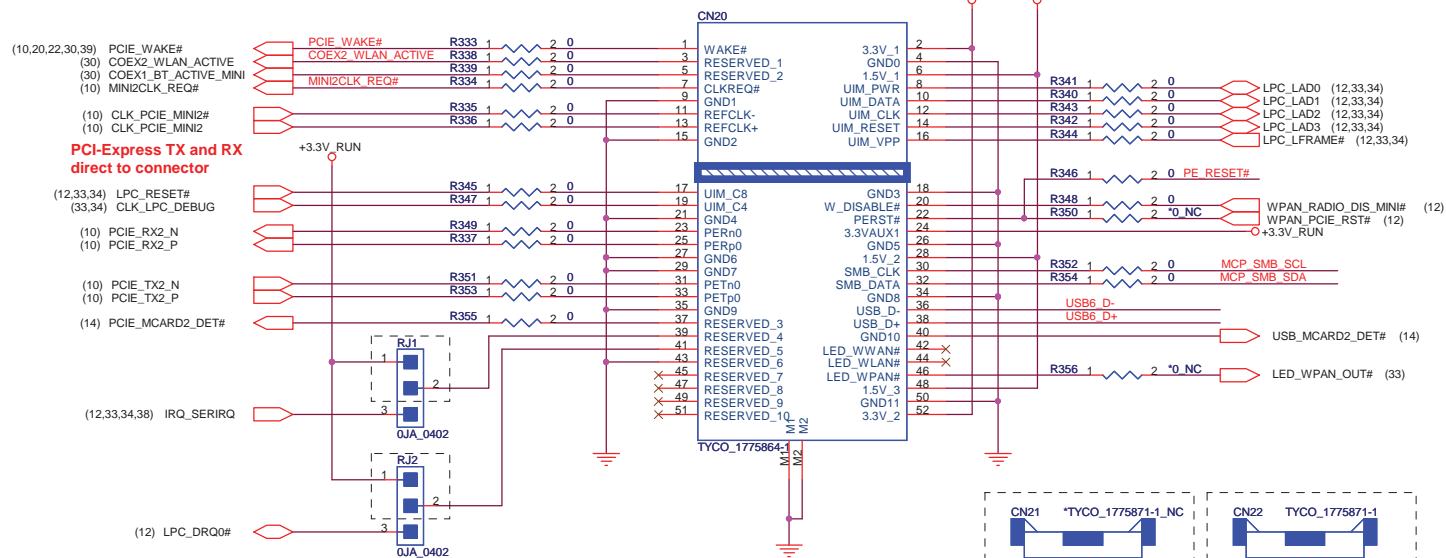 CN20
(10,20,22,30,39) PCIE_WAKE# PCIE_WAKE# R333 1 2 0 1 WAKE# 3.3V_1 2
(30) COEX2_WLAN_ACTIVE COEX2_WLAN_ACTIVE R338 1 2 0 3 RESERVED_1 GND0 4
(30) COEX1_BT_ACTIVE_MINI R339 1 2 0 5 RESERVED_2 1.5V_1 6
(10) MINI2CLK_REQ# MINI2CLK_REQ# R334 1 2 0 7 CLKREQ# UIM_PWR 8 R341 1 2 0 LPC_LAD0 (12,33,34)
9 GND1 UIM_DATA 10 R340 1 2 0 LPC_LAD1 (12,33,34)
(10) CLK_PCIE_MINI2# R335 1 2 0 11 REFCLK- UIM_CLK 12 R343 1 2 0 LPC_LAD2 (12,33,34)
(10) CLK_PCIE_MINI2 R336 1 2 0 13 REFCLK+ UIM_RESET 14 R342 1 2 0 LPC_LAD3 (12,33,34)
15 GND2 UIM_VPP 16 R344 1 2 0 LPC_LFRAME# (12,33,34)
PCI-Express TX and RX
direct to connector
+3.3V_RUN
R346 1 2 0 PE_RESET#
(12,33,34) LPC_RESET# R345 1 2 0 17 UIM_C8 GND3 18
(33,34) CLK_LPC_DEBUG R347 1 2 0 19 UIM_C4 W_DISABLE# 20 R348 1 2 0 WPAN_RADIO_DIS_MINI# (12)
21 GND4 PERST# 22 R350 1 2 *0_NC WPAN_PCIE_RST# (12)
(10) PCIE_RX2_N R349 1 2 0 23 PERn0 3.3VAUX1 24 +3.3V_RUN
(10) PCIE_RX2_P R337 1 2 0 25 PERp0 GND5 26
27 GND6 1.5V_2 28
29 GND7 SMB_CLK 30 R352 1 2 0 MCP_SMB_SCL
(10) PCIE_TX2_N R351 1 2 0 31 PETn0 SMB_DATA 32 R354 1 2 0 MCP_SMB_SDA
(10) PCIE_TX2_P R353 1 2 0 33 PETp0 GND8 34
35 GND9 USB_D- 36 USB6_D-
(14) PCIE_MCARD2_DET# R355 1 2 0 37 RESERVED_3 USB_D+ 38 USB6_D+
39 RESERVED_4 GND10 40 USB_MCARD2_DET# (14)
41 RESERVED_5 LED_WWAN# 42
43 RESERVED_6 LED_WLAN# 44
45 RESERVED_7 LED_WPAN# 46 R356 1 2 *0_NC LED_WPAN_OUT# (33)
47 RESERVED_8 1.5V_3 48
49 RESERVED_9 GND11 50
51 RESERVED_10 3.3V_2 52
M1 M2
TYCO_1775864-1
M1 M2
RJ1
1
2
(12,33,34,38) IRQ_SERIRQ 3
0JA_0402
RJ2
1
2
(12) LPC_DRQ0# 3
0JA_0402
CN21 *TYCO_1775871-1_NC
CN22 TYCO_1775871-1